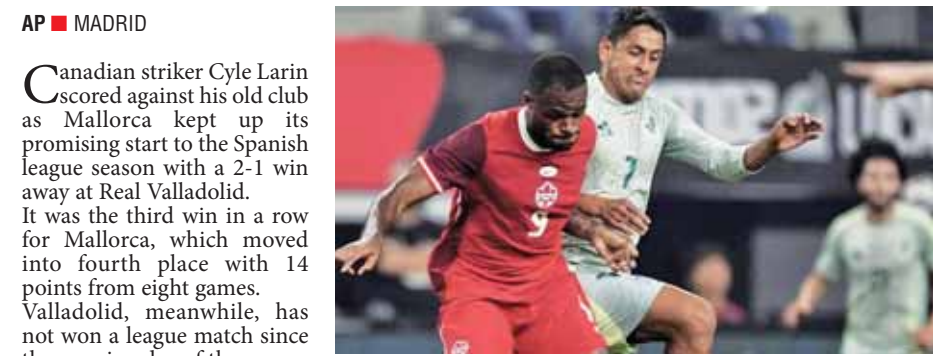 AP ■ MADRID
Canadian striker Cyle Larin
scored against his old club
as Mallorca kept up its
promising start to the Spanish
league season with a 2-1 win
away at Real Valladolid.
It was the third win in a row
for Mallorca, which moved
into fourth place with 14
points from eight games.
Valladolid, meanwhile, has
not won a league match since
9
7